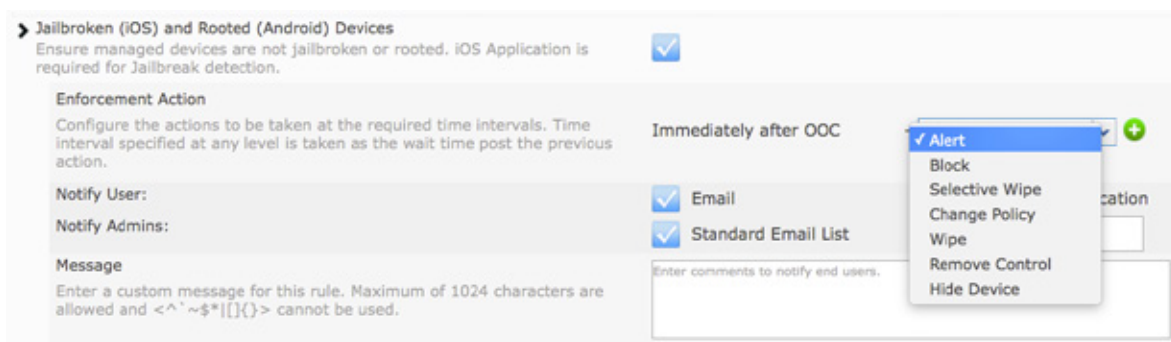 Jailbroken (iOS) and Rooted (Android) Devices
Ensure managed devices are not jailbroken or rooted. iOS Application is
required for Jailbreak detection.
Enforcement Action
Configure the actions to be taken at the required time intervals. Time
interval specified at any level is taken as the wait time post the previous
action.
Immediately after OOC
✓ Alert
Block
Selective Wipe
Change Policy
Wipe
Remove Control
Hide Device
Notify User:
Email
Notify Admins:
Standard Email List
Message
Enter a custom message for this rule. Maximum of 1024 characters are
allowed and <^`~$*|[]{}> cannot be used.
Enter comments to notify end users.